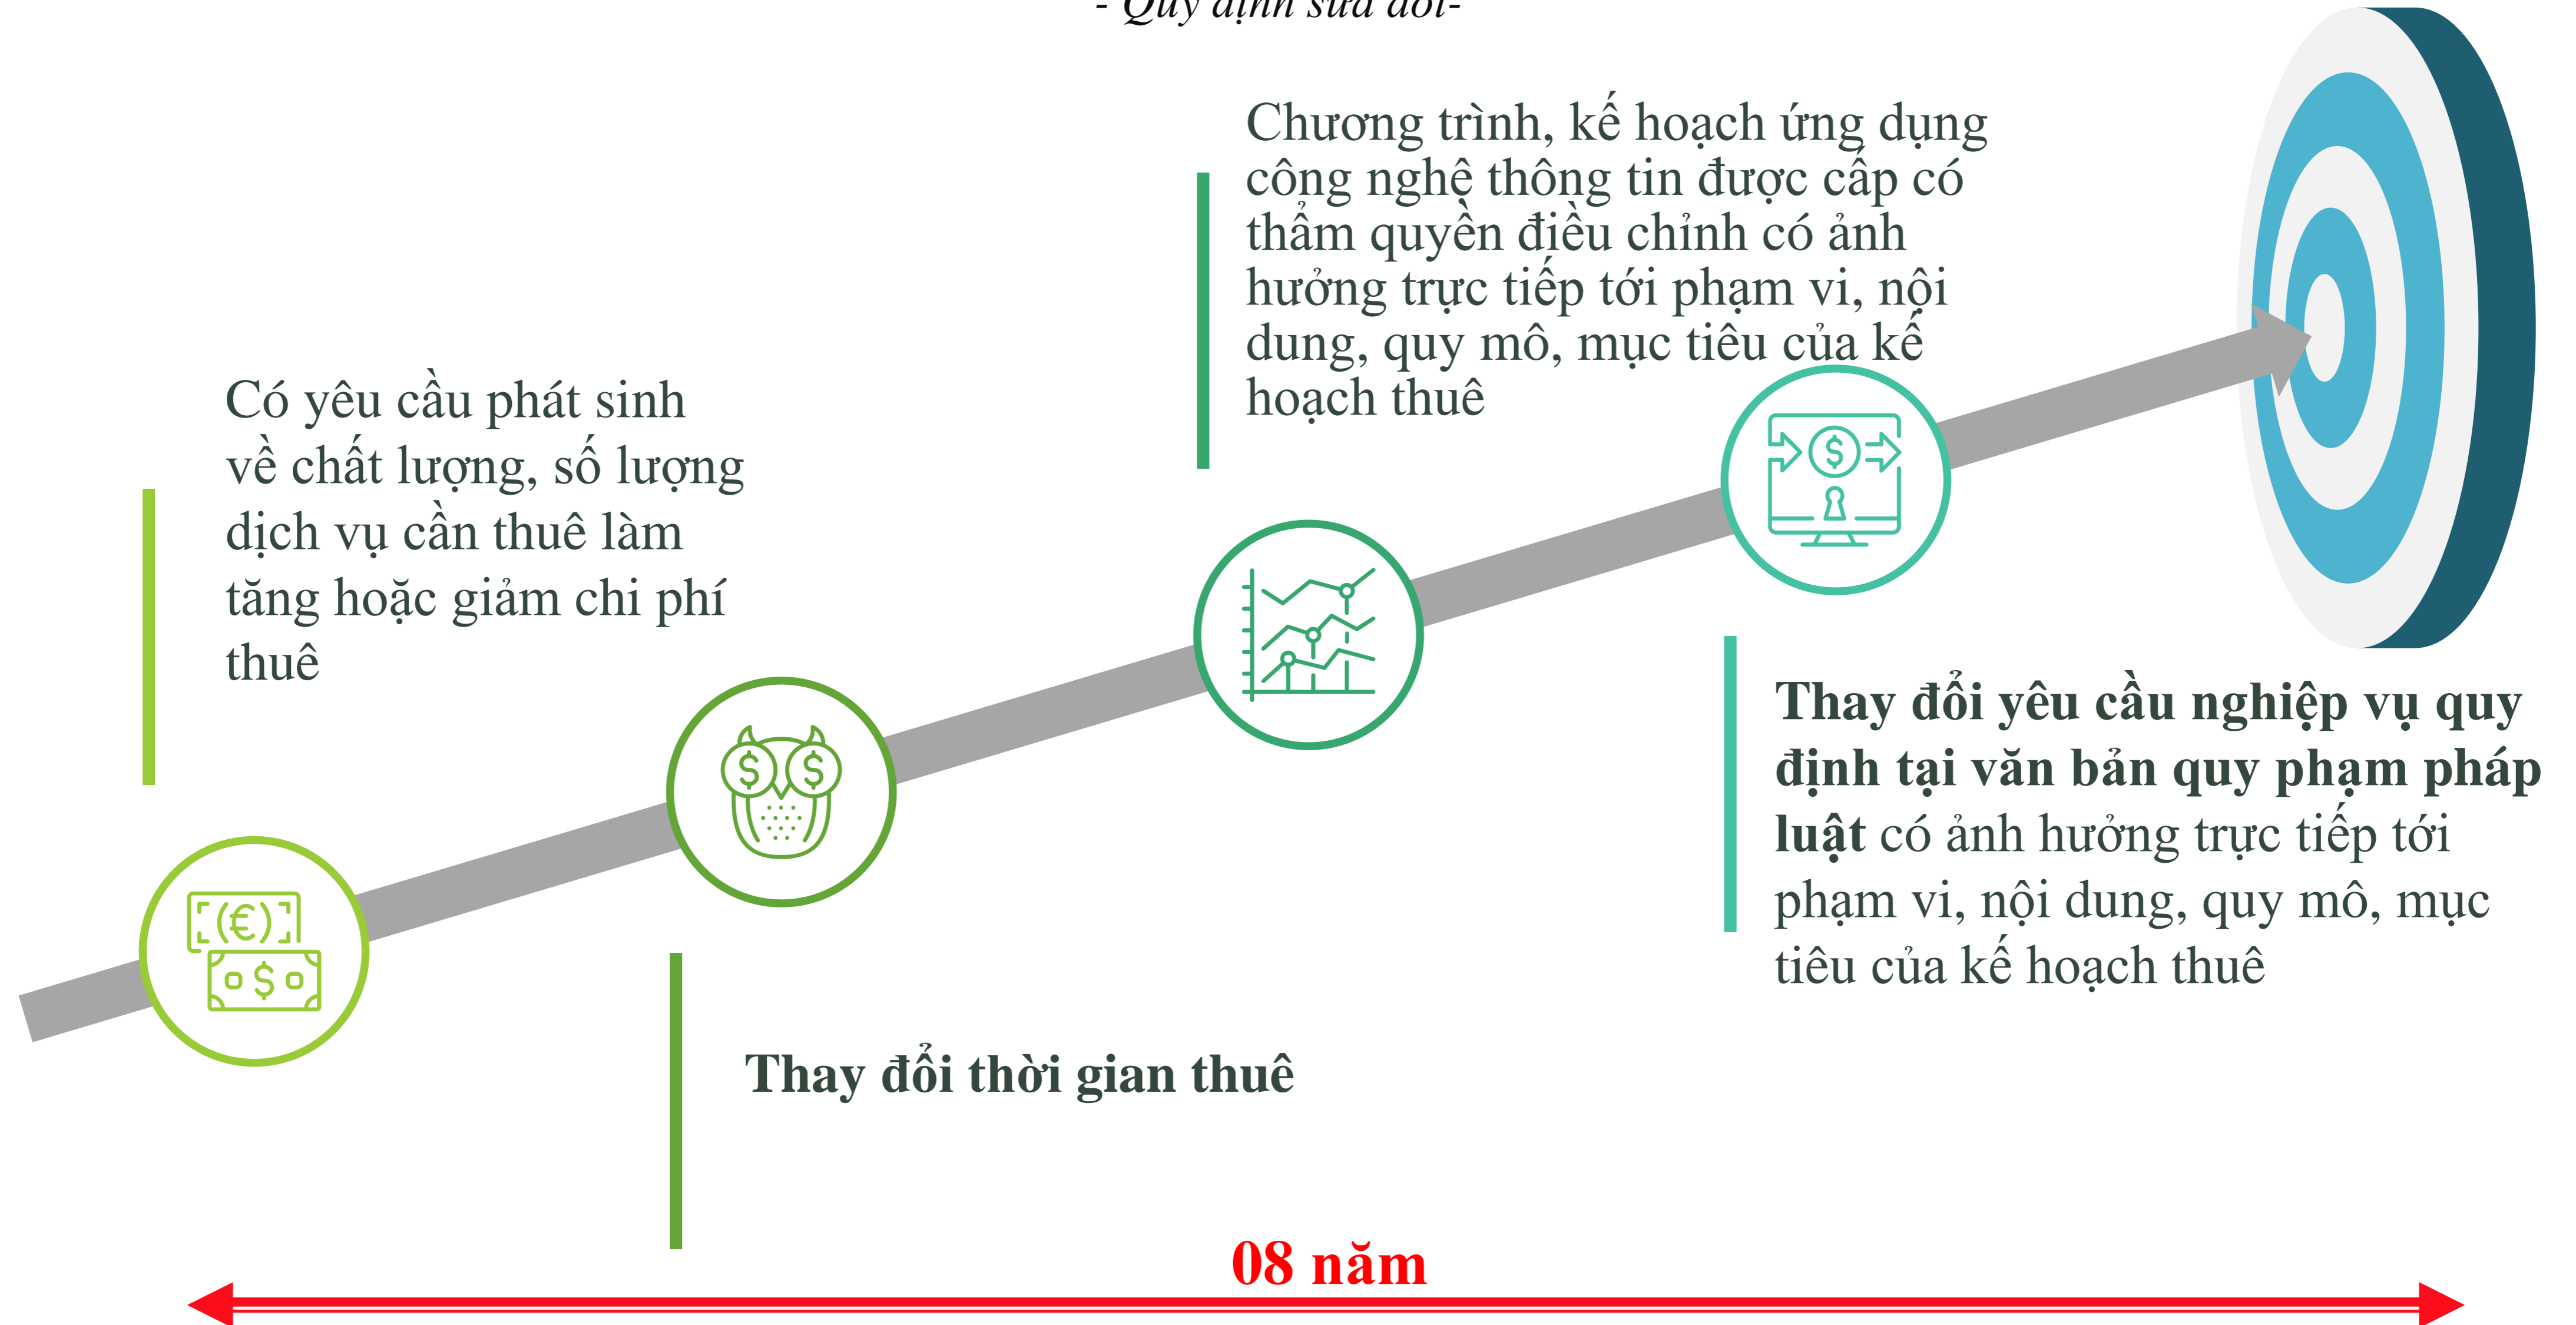 - Quy định sửa đổi-
Chương trình, kế hoạch ứng dụng
công nghệ thông tin được cấp có
thẩm quyền điều chỉnh có ảnh
hưởng trực tiếp tới phạm vi, nội
dung, quy mô, mục tiêu của kế
hoạch thuê
Có yêu cầu phát sinh
về chất lượng, số lượng
dịch vụ cần thuê làm
tăng hoặc giảm chi phí
thuê
Thay đổi yêu cầu nghiệp vụ quy
định tại văn bản quy phạm pháp
luật có ảnh hưởng trực tiếp tới
phạm vi, nội dung, quy mô, mục
tiêu của kế hoạch thuê
Thay đổi thời gian thuê
08 năm